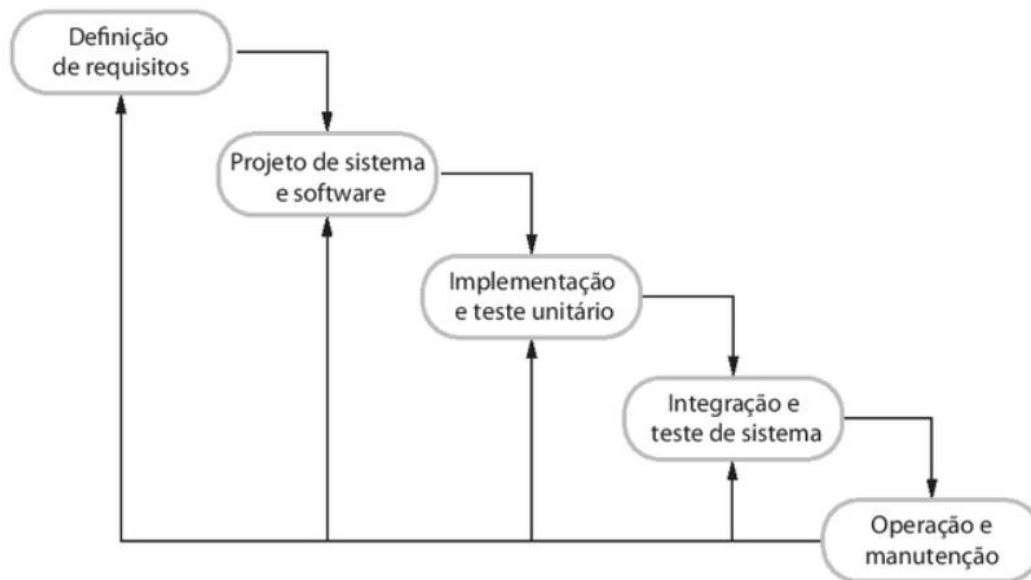 Definição
de requisitos
Projeto de sistema
e software
Implementação
e teste unitário
Integração e
teste de sistema
Operação e
manutenção